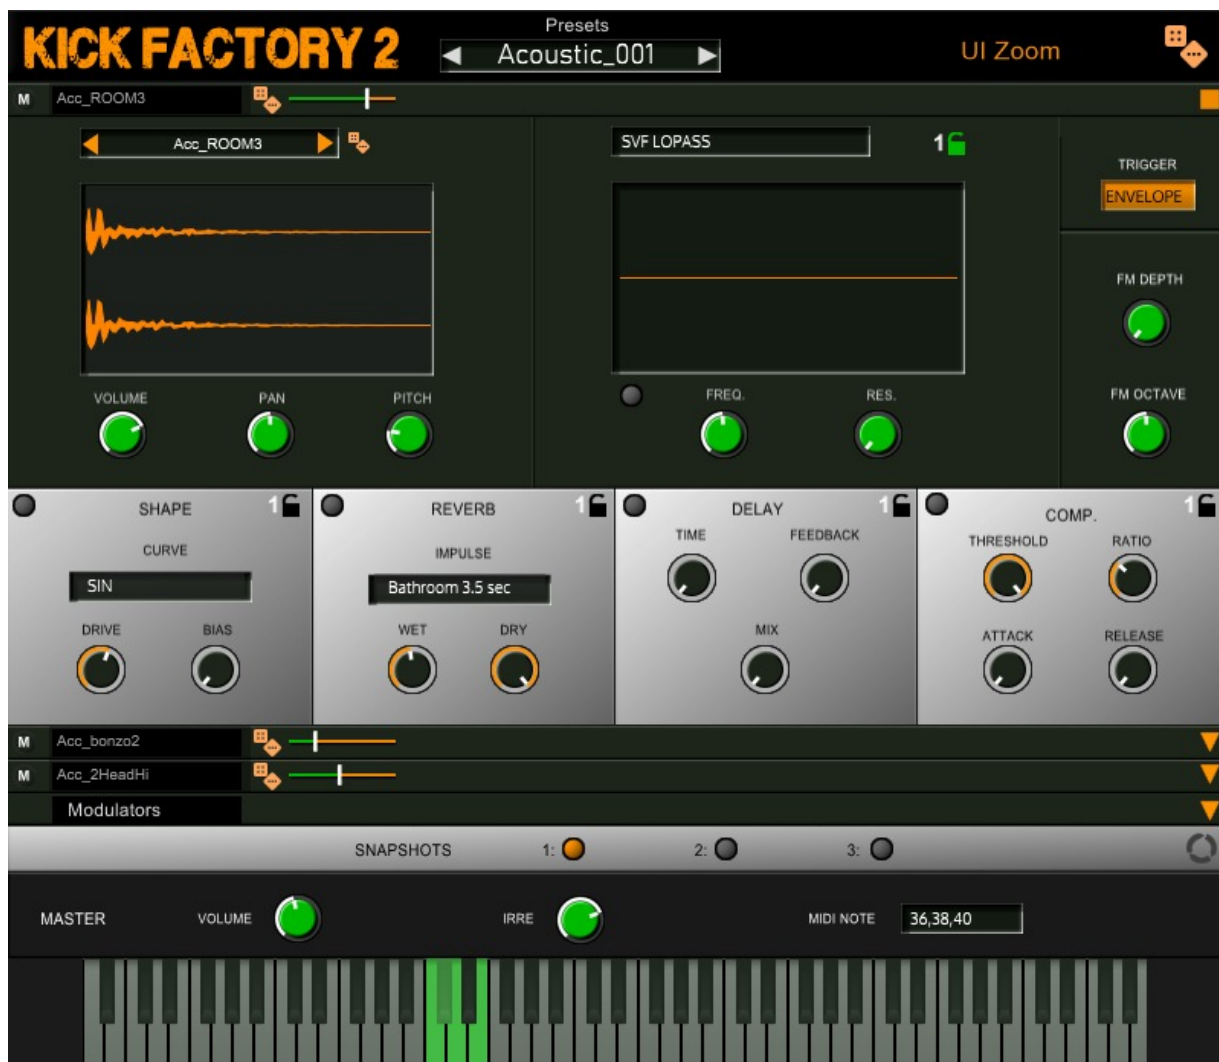 KICK FACTORY 2
Presets
Acoustic_001
UI Zoom
M Acc_ROOM3
Acc_ROOM3
SVF LOPASS
1
TRIGGER
ENVELOPE
FM DEPTH
VOLUME PAN PITCH
FREQ. RES.
FM OCTAVE
SHAPE 1
CURVE
SIN
DRIVE BIAS
REVERB 1
IMPULSE
Bathroom 3.5 sec
WET DRY
DELAY 1
TIME FEEDBACK
MIX
COMP. 1
THRESHOLD RATIO
ATTACK RELEASE
M Acc_bonzo2
M Acc_2HeadHi
Modulators
SNAPSHOTS 1: 2: 3:
MASTER VOLUME IRRE MIDI NOTE 36,38,40